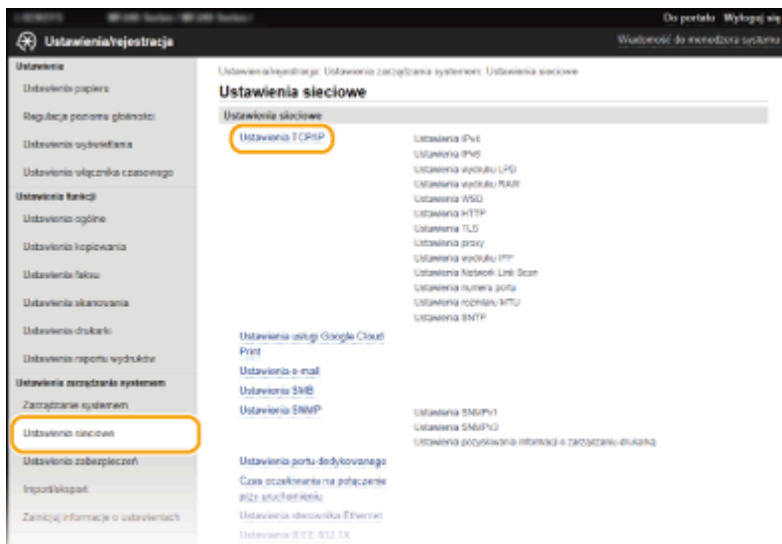 Do portalu Wyloguj się
Ustawienia/rejestracja
Wiadomość do menedżera systemu
Ustawienia
Ustawienia papieru
Regulacja poziomu głośności
Ustawienia wyświetlania
Ustawienia włącznika czasowego
Ustawienia funkcji
Ustawienia ogólne
Ustawienia kopiowania
Ustawienia faksu
Ustawienia skanowania
Ustawienia drukarki
Ustawienia raportu wydruków
Ustawienia zarządzania systemem
Zarządzanie systemem
Ustawienia sieciowe
Ustawienia zabezpieczeń
Import/eksport
Zainicjuj informacje o ustawieniach
Ustawienia/rejestracja: Ustawienia zarządzania systemem: Ustawienia sieciowe
Ustawienia sieciowe
Ustawienia sieciowe
Ustawienia TCP/IP
Ustawienia IPv4
Ustawienia IPv6
Ustawienia wydruku LPD
Ustawienia wydruku RAW
Ustawienia WSD
Ustawienia HTTP
Ustawienia TLS
Ustawienia proxy
Ustawienia wydruku IPP
Ustawienia Network Link Scan
Ustawienia numeru portu
Ustawienia rozmiaru MTU
Ustawienia SNTP
Ustawienia usługi Google Cloud
Print
Ustawienia e-mail
Ustawienia SMB
Ustawienia SNMP
Ustawienia SNMPv1
Ustawienia SNMPv3
Ustawienia pozyskiwania informacji o zarządzaniu drukarką
Ustawienia portu dedykowanego
Czas oczekiwania na połączenie
przy uruchomieniu
Ustawienia sterownika Ethernet
Ustawienia IEEE 802.1X